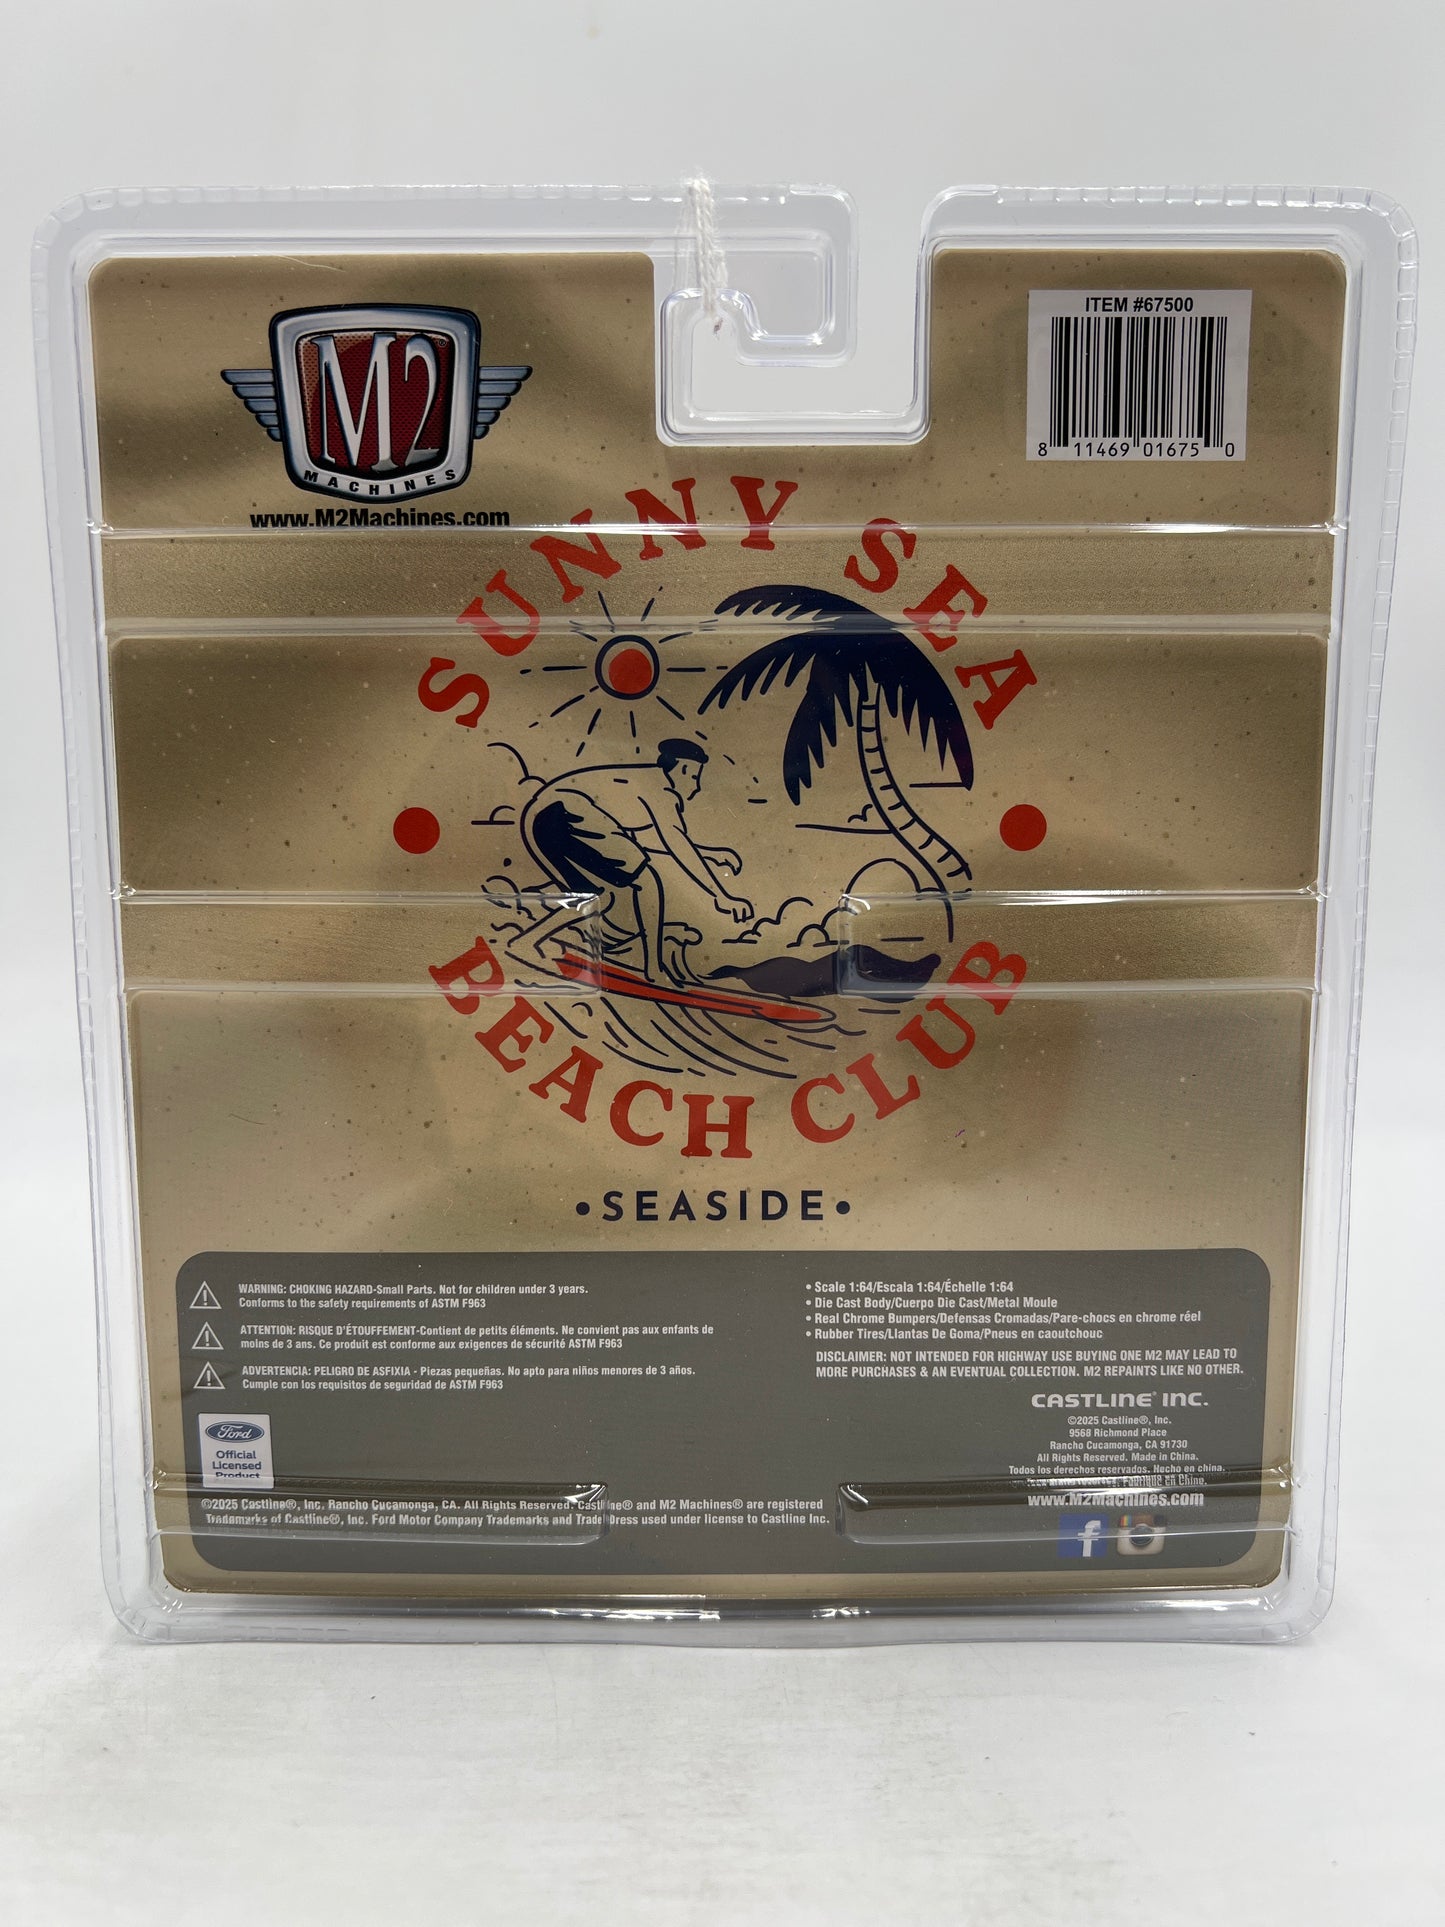 ITEM #67500
8 11469 01675 0
M2
MACHINES
www.M2Machines.com
SUNNY SEA
BEACH CLUB
•SEASIDE•
WARNING: CHOKING HAZARD-Small Parts. Not for children under 3 years.
Conforms to the safety requirements of ASTM F963
ATTENTION: RISQUE D'ÉTOUFFEMENT-Contient de petits éléments. Ne convient pas aux enfants de
moins de 3 ans. Ce produit est conforme aux exigences de sécurité ASTM F963
ADVERTENCIA: PELIGRO DE ASFIXIA - Piezas pequeñas. No apto para niños menores de 3 años.
Cumple con los requisitos de seguridad de ASTM F963
• Scale 1:64/Escala 1:64/Échelle 1:64
• Die Cast Body/Cuerpo Die Cast/Metal Moule
• Real Chrome Bumpers/Defensas Cromadas/Pare-chocs en chrome réel
• Rubber Tires/Llantas De Goma/Pneus en caoutchouc
DISCLAIMER: NOT INTENDED FOR HIGHWAY USE BUYING ONE M2 MAY LEAD TO
MORE PURCHASES & AN EVENTUAL COLLECTION. M2 REPAINTS LIKE NO OTHER.
CASTLINE® INC.
©2025 Castline®, Inc.
9568 Richmond Place
Rancho Cucamonga, CA 91730
All Rights Reserved. Made in China.
Todos los derechos reservados. Hecho en china.
Fabriqué en Chine.
www.M2Machines.com
f
Ford
Official
Licensed
Product
©2025 Castline®, Inc. Rancho Cucamonga, CA. All Rights Reserved. Castline® and M2 Machines® are registered
Trademarks of Castline®, Inc. Ford Motor Company Trademarks and Trade Dress used under license to Castline Inc.